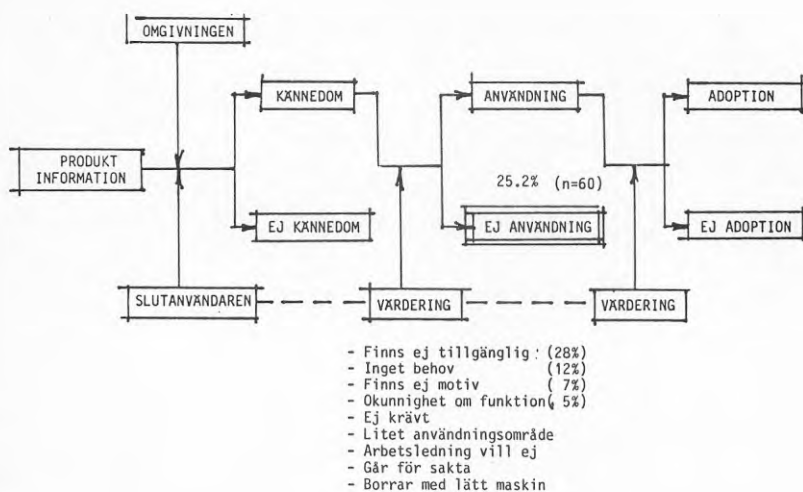 OMGIVNINGEN
KÄNNEDOM
ANVÄNDNING
ADOPTION
PRODUKT
INFORMATION
25.2% (n=60)
EJ KÄNNEDOM
EJ ANVÄNDNING
EJ ADOPTION
SLUTANVÄNDAREN
VÄRDERING
VÄRDERING
- Finns ej tillgänglig (28%)
- Inget behov (12%)
- Finns ej motiv ( 7%)
- Okunnighet om funktion( 5%)
- Ej krävt
- Litet användningsområde
- Arbetsledning vill ej
- Går för sakta
- Borrar med lätt maskin